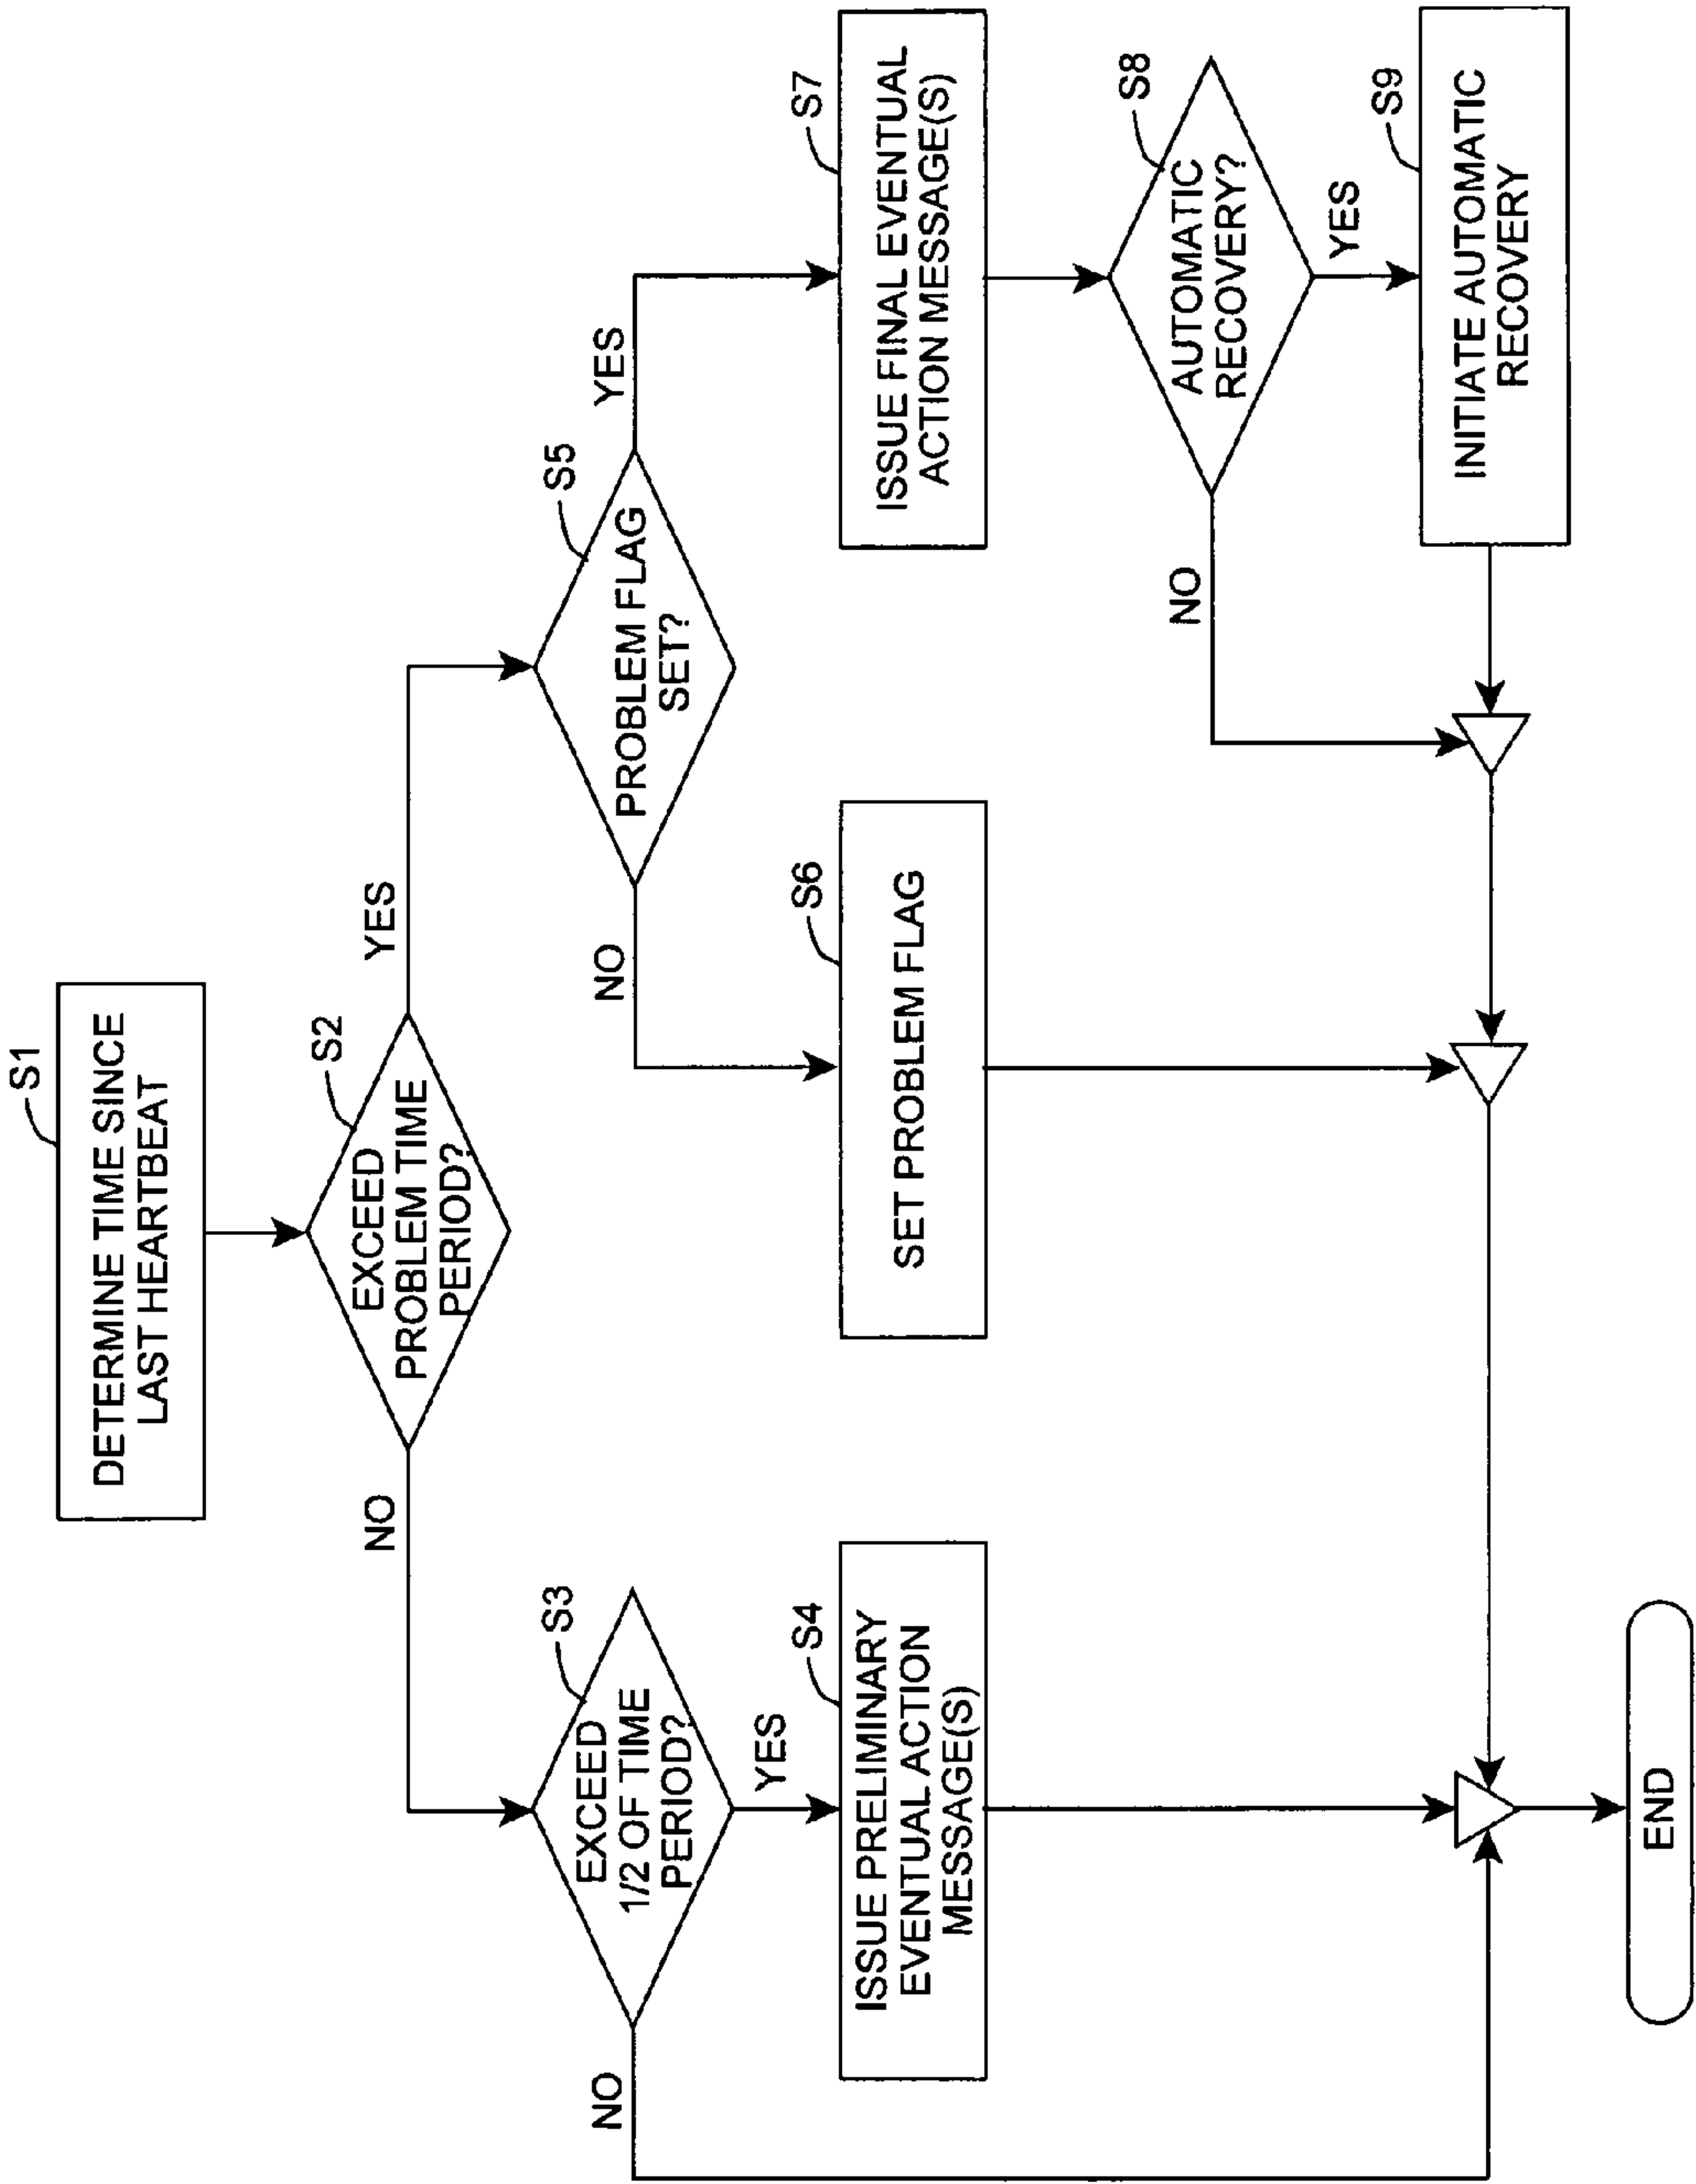 S1
DETERMINE TIME SINCE
LAST HEARTBEAT
S2
EXCEED
PROBLEM TIME
PERIOD?
NO
YES
S3
EXCEED
1/2 OF TIME
PERIOD?
NO
YES
S4
ISSUE PRELIMINARY
EVENTUAL ACTION
MESSAGE(S)
S5
PROBLEM FLAG
SET?
NO
YES
S6
SET PROBLEM FLAG
S7
ISSUE FINAL EVENTUAL
ACTION MESSAGE(S)
S8
AUTOMATIC
RECOVERY?
NO
YES
S9
INITIATE AUTOMATIC
RECOVERY
END